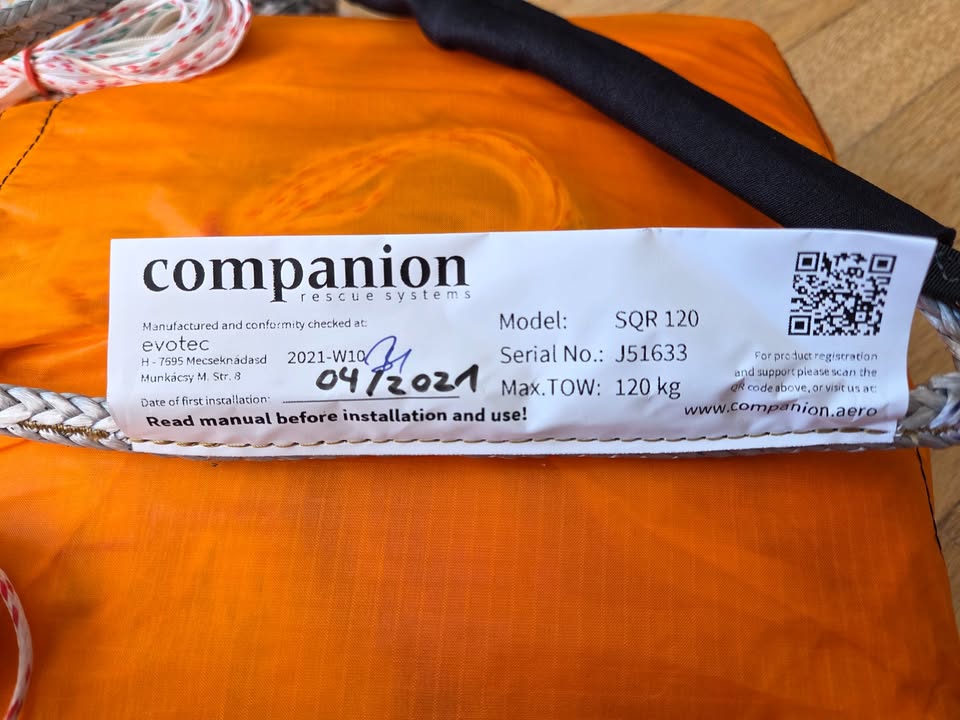 companion
rescue systems
Manufactured and conformity checked at:
evotec
H - 7695 Mecseknádasd
Munkácsy M. Str. 8
2021-W10
Date of first installation: 04/2021
Read manual before installation and use!
Model: SQR 120
Serial No.: J51633
Max.TOW: 120 kg
For product registration
and support please scan the
QR code above, or visit us at:
www.companion.aero